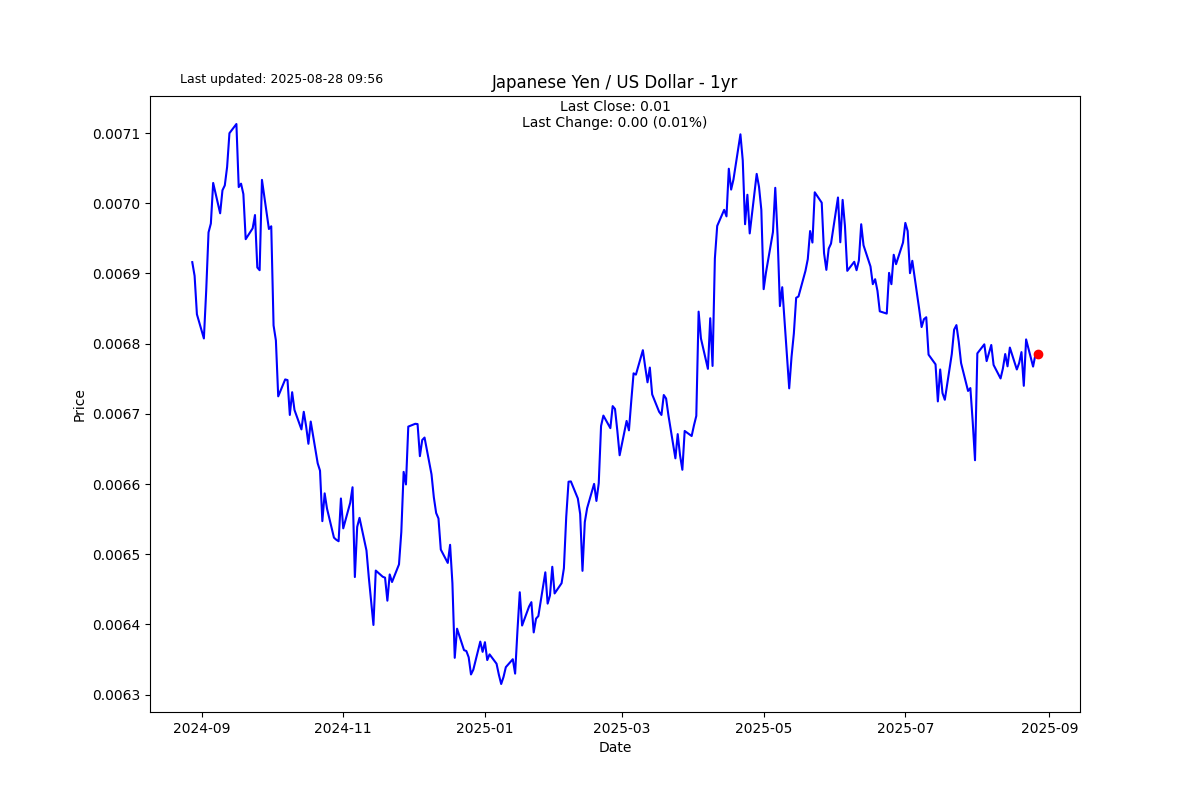 Last updated: 2025-08-28 09:56
Japanese Yen / US Dollar - 1yr
Last Close: 0.01
Last Change: 0.00 (0.01%)
0.0071
0.0070
0.0069
0.0068
0.0067
0.0066
0.0065
0.0064
0.0063
Price
2024-09
2024-11
2025-01
2025-03
2025-05
2025-07
2025-09
Date